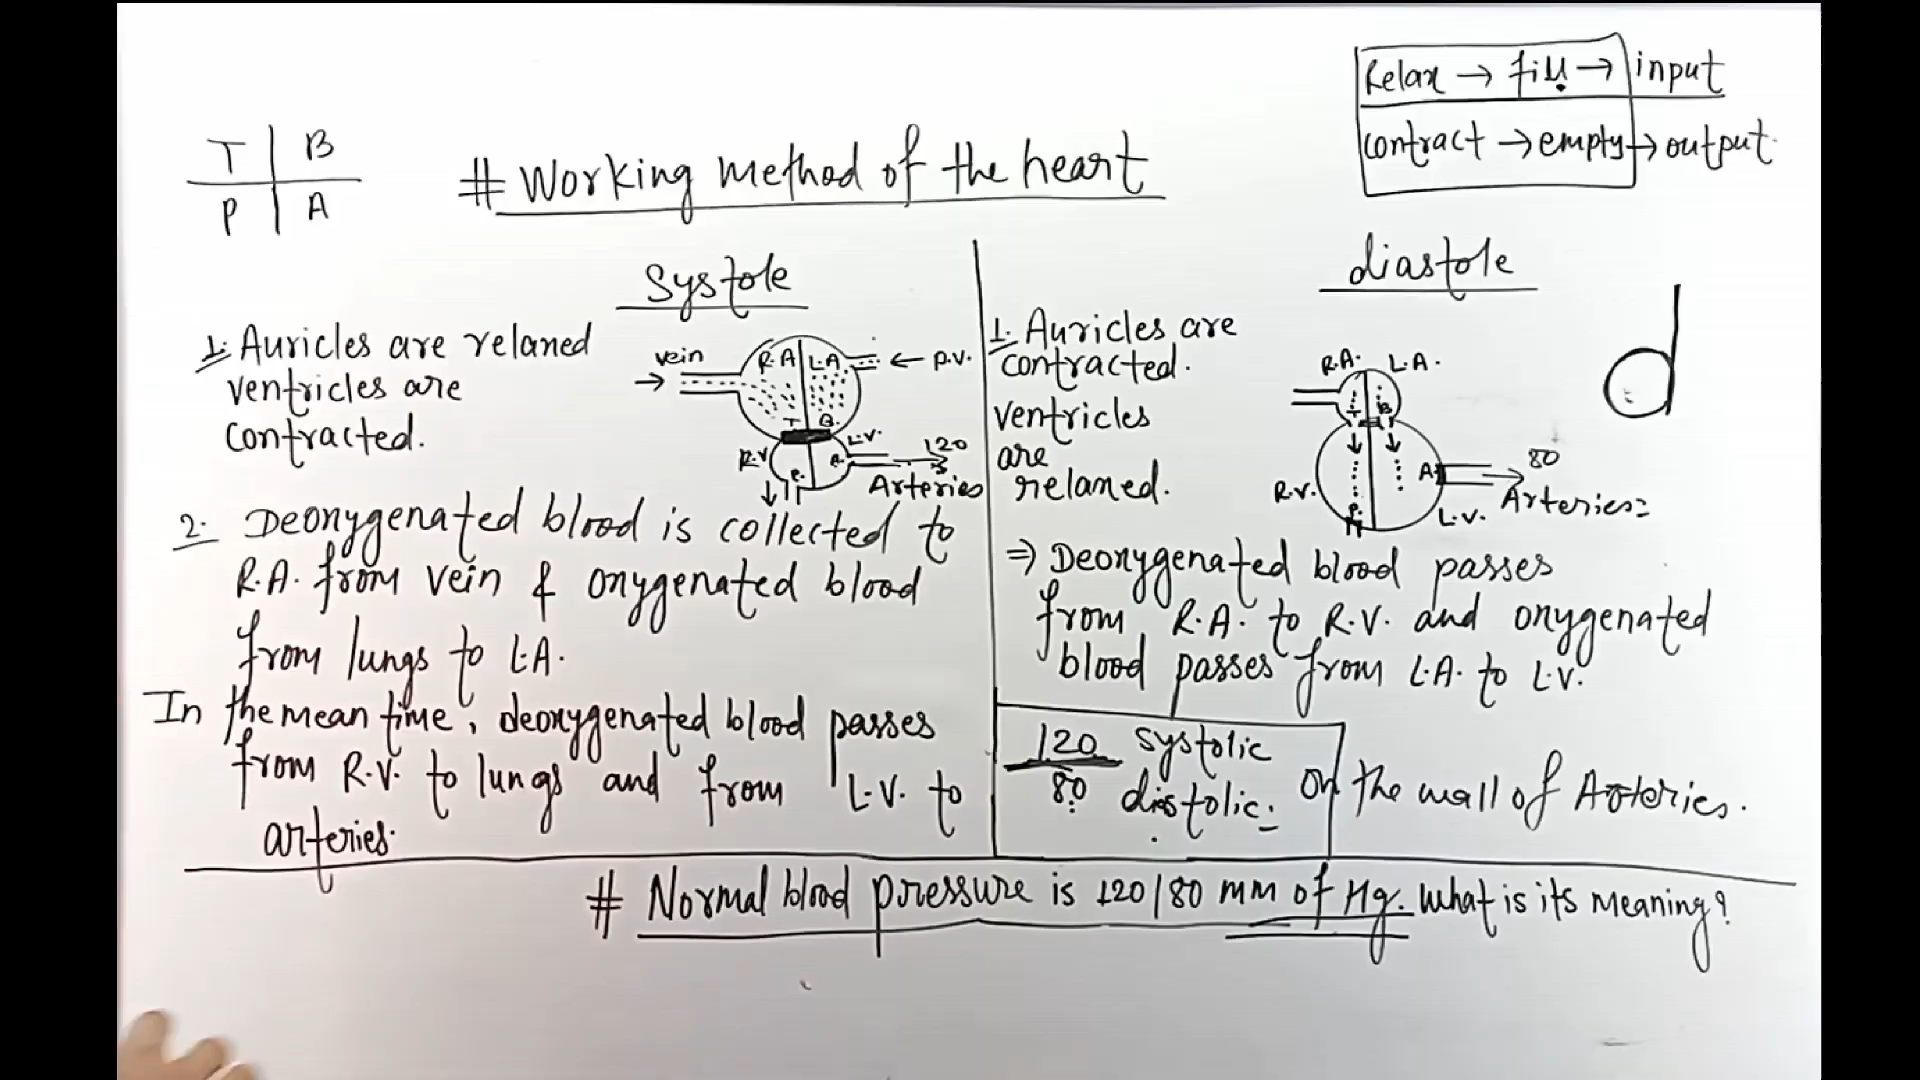 Relax → fill → input
contract → empty → output
T B
P A
# Working method of the heart
Systole
1. Auricles are relaxed
ventricles are
contracted.
vein
R.A L.A
← p.v.
T B.
R.V
L.V.
P. A.
120
Arteries
2. Deoxygenated blood is collected to
R.A. from vein & oxygenated blood
from lungs to L.A.
In the mean time, deoxygenated blood passes
from R.V. to lungs and from L.V. to
arteries.
diastole
1. Auricles are
contracted.
ventricles
are
relaxed.
R.A. L.A.
T B
R.V.
A
P.
L.V.
80
Arteries=
d
⇒ Deoxygenated blood passes
from R.A. to R.V. and oxygenated
blood passes from L.A. to L.V.
120 systolic
80 distolic: on the wall of Arteries.
# Normal blood pressure is 120/80 mm of Hg. What is its meaning?